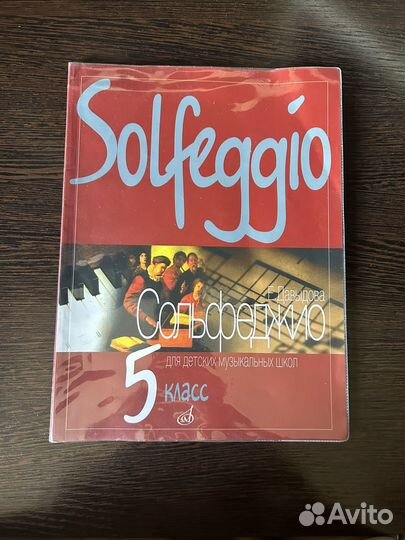 Solfeggio
Е. Давыдова
Сольфеджио
для детских музыкальных школ
5 класс
Avito